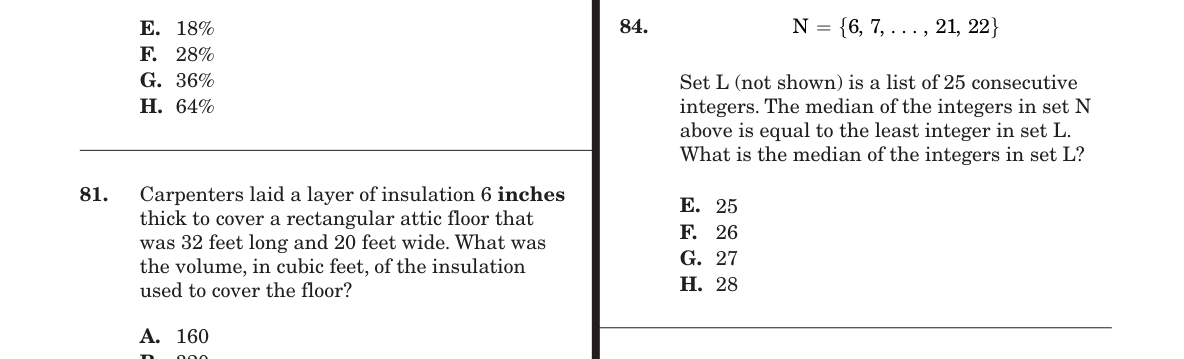 E. 18%
F. 28%
G. 36%
H. 64%
81. Carpenters laid a layer of insulation 6 inches
thick to cover a rectangular attic floor that
was 32 feet long and 20 feet wide. What was
the volume, in cubic feet, of the insulation
used to cover the floor?
A. 160
84. N = {6, 7, . . . , 21, 22}
Set L (not shown) is a list of 25 consecutive
integers. The median of the integers in set N
above is equal to the least integer in set L.
What is the median of the integers in set L?
E. 25
F. 26
G. 27
H. 28